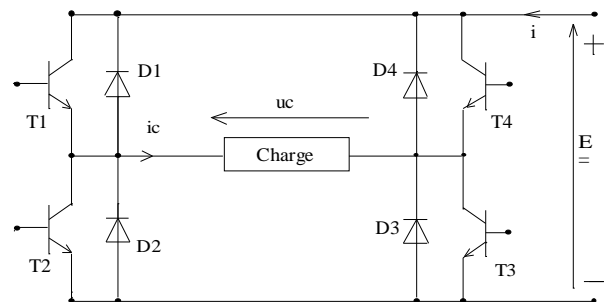 i
+
D1
D4
uc
T1
T4
ic
E
=
Charge
D2
D3
T2
T3
—